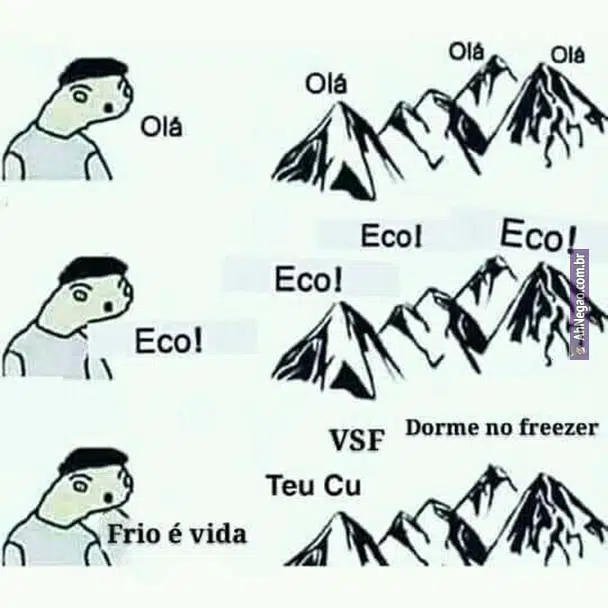 Olá
Olá
Olá
Olá
Eco!
Eco!
Eco!
Eco!
AhNegao.com.br
Frio é vida
Teu Cu
VSF
Dorme no freezer